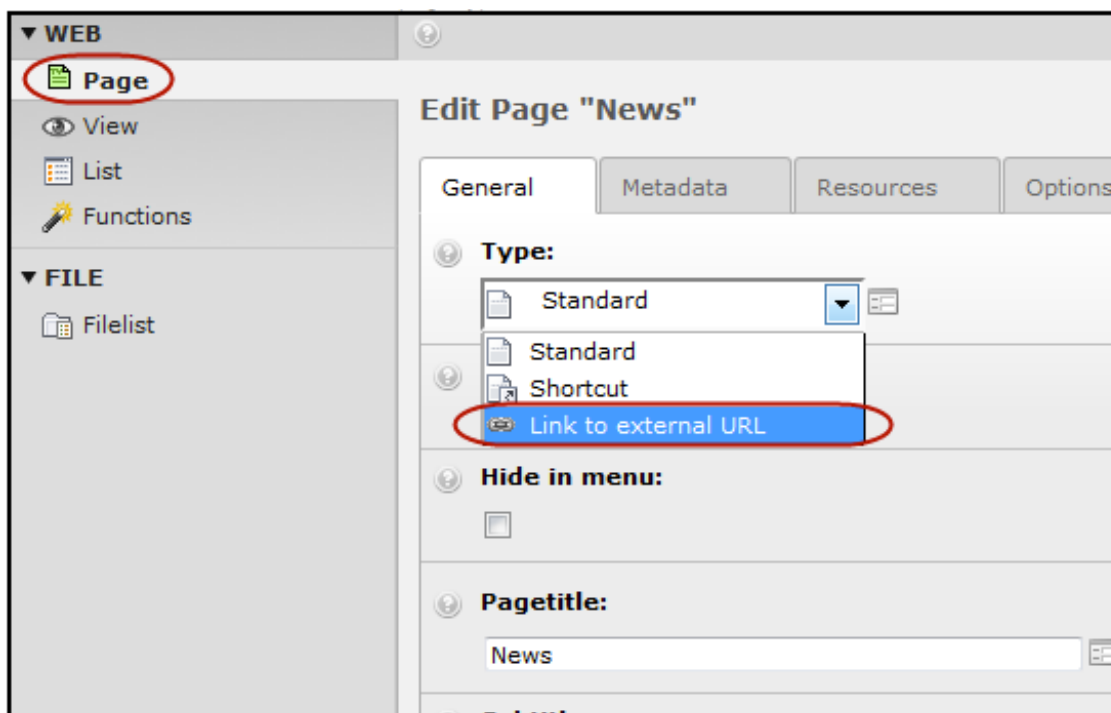 WEB
Page
View
List
Functions
FILE
Filelist
Edit Page "News"
General Metadata Resources Options
Type:
Standard
Standard
Shortcut
Link to external URL
Hide in menu:
Pagetitle:
News